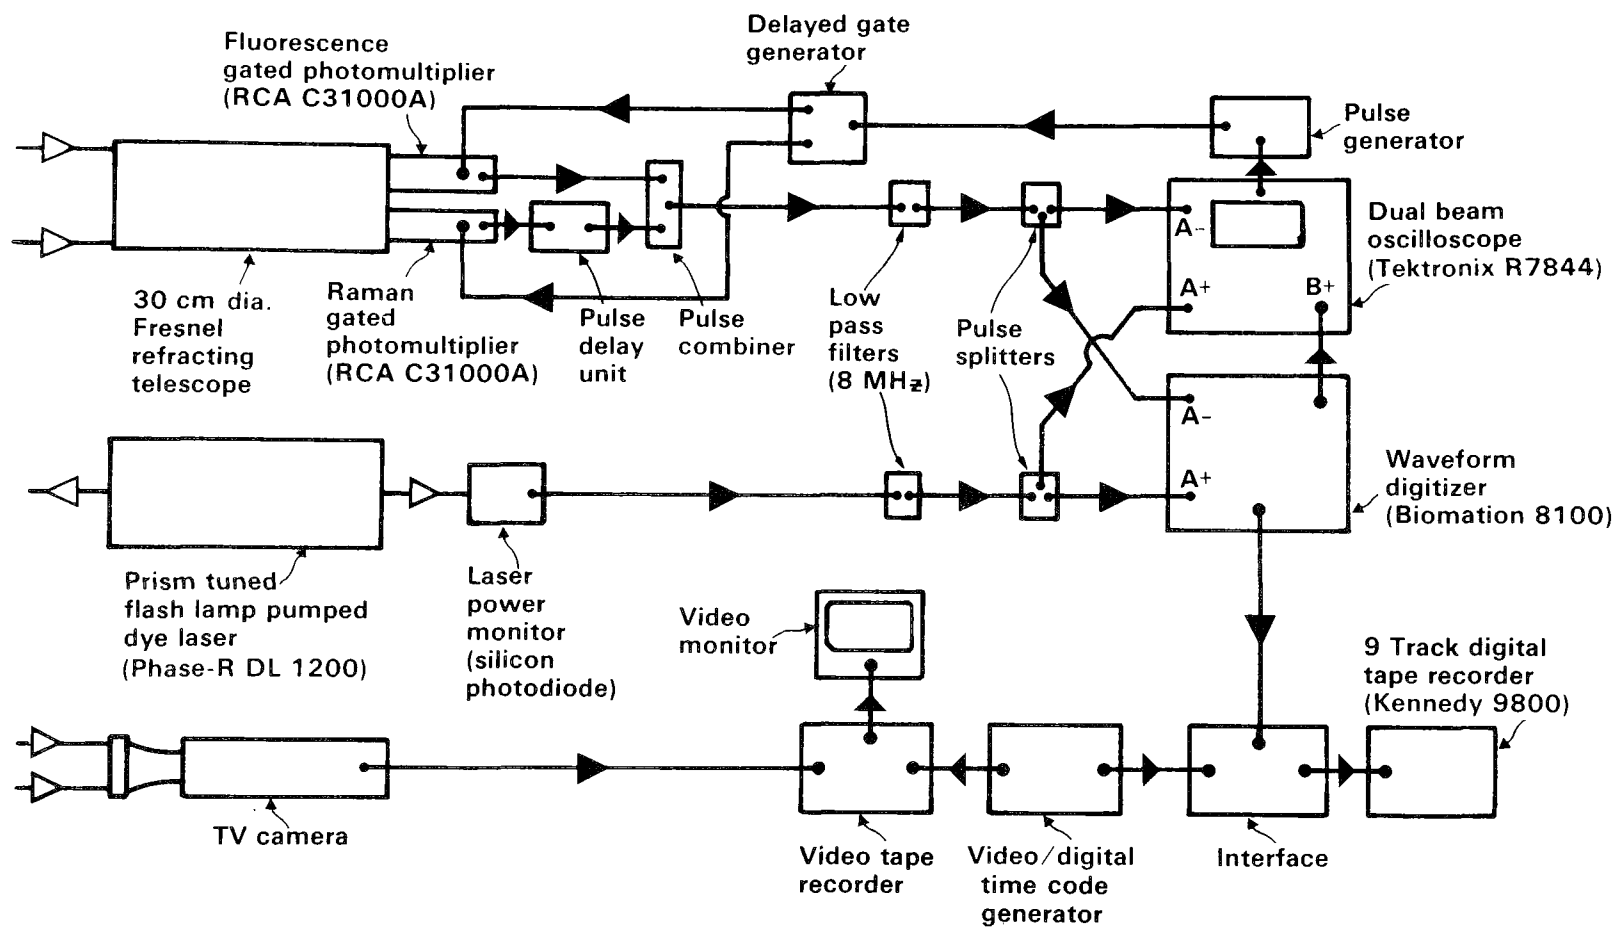 Delayed gate
generator
Fluorescence
gated photomultiplier
(RCA C31000A)
Pulse
generator
Dual beam
oscilloscope
(Tektronix R7844)
A-
A+
B+
30 cm dia.
Fresnel
refracting
telescope
Raman
gated
photomultiplier
(RCA C31000A)
Pulse
delay
unit
Pulse
combiner
Low
pass
filters
(8 MHz)
Pulse
splitters
A-
A+
Waveform
digitizer
(Biomation 8100)
Prism tuned
flash lamp pumped
dye laser
(Phase-R DL 1200)
Laser
power
monitor
(silicon
photodiode)
Video
monitor
9 Track digital
tape recorder
(Kennedy 9800)
TV camera
Video tape
recorder
Video/digital
time code
generator
Interface